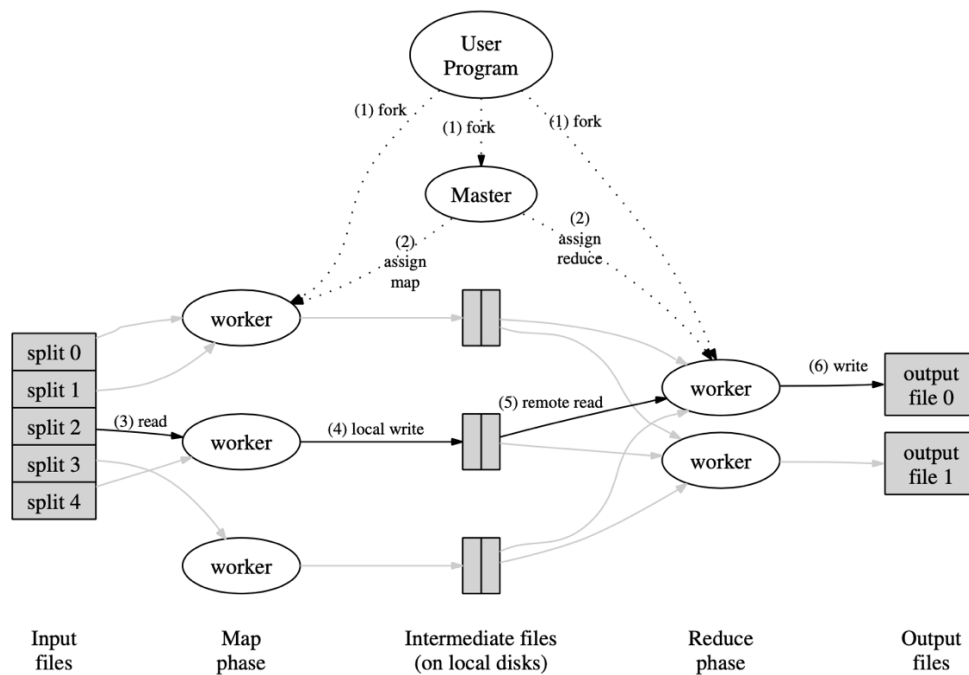 User
Program
(1) fork
(1) fork
(1) fork
Master
(2)
assign
map
(2)
assign
reduce
worker
split 0
split 1
split 2
split 3
split 4
(3) read
worker
(4) local write
(5) remote read
worker
(6) write
output
file 0
worker
output
file 1
worker
Input
files
Map
phase
Intermediate files
(on local disks)
Reduce
phase
Output
files